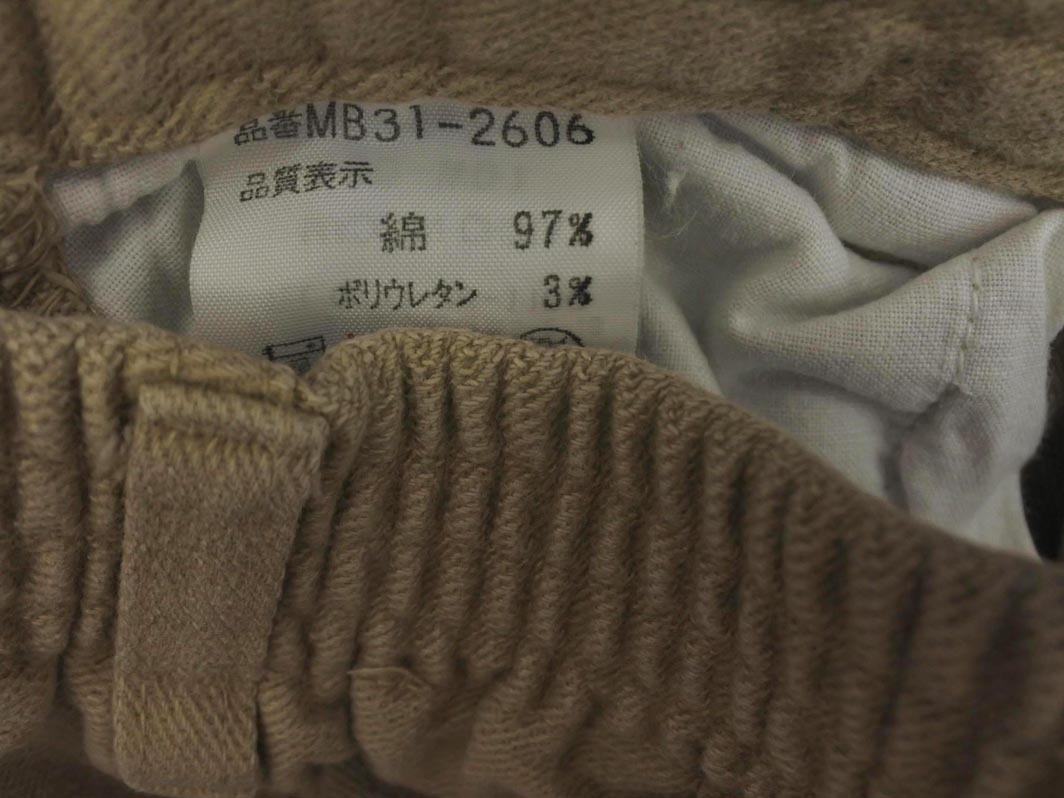 品番MB31-2606
品質表示
綿 97%
ポリウレタン 3%